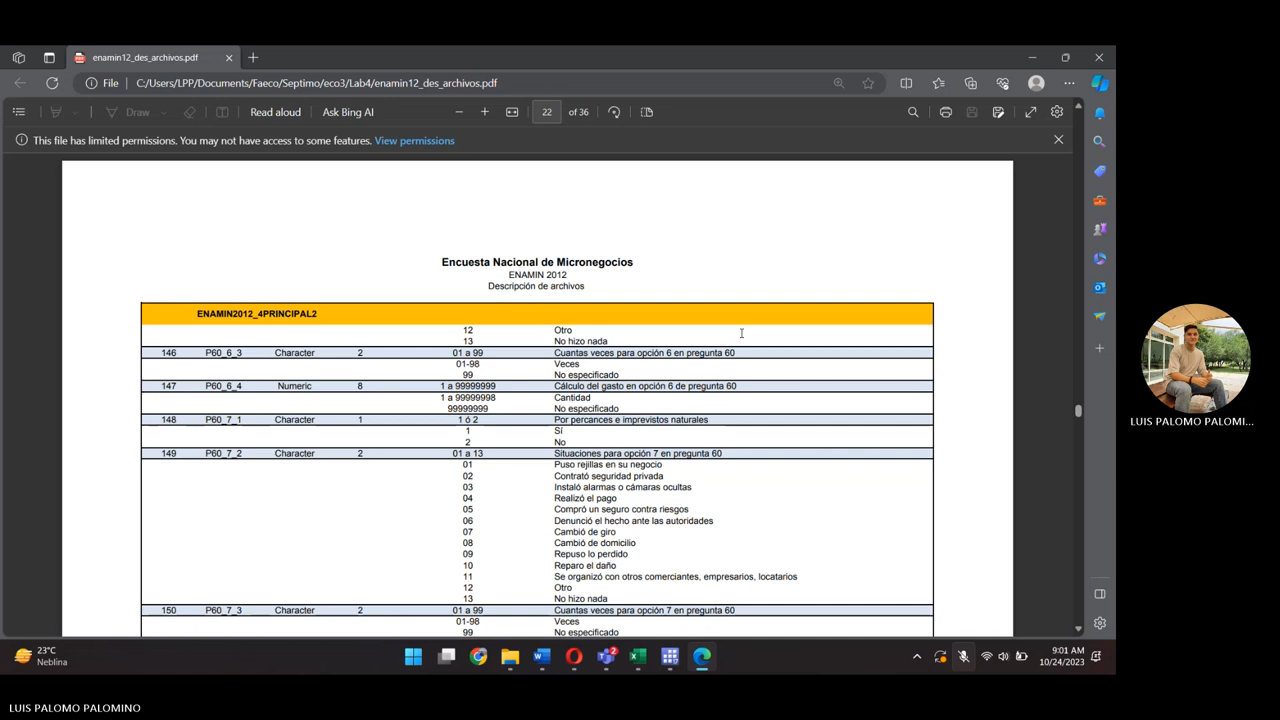 enamin12_des_archivos.pdf
File C:/Users/LPP/Documents/Faeco/Septimo/eco3/Lab4/enamin12_des_archivos.pdf
Draw Read aloud Ask Bing AI 22 of 36
This file has limited permissions. You may not have access to some features. View permissions
Encuesta Nacional de Micronegocios
ENAMIN 2012
Descripción de archivos
ENAMIN2012_4PRINCIPAL2
12 Otro
13 No hizo nada
146 P60_6_3 Character 2 01 a 99 Cuantas veces para opción 6 en pregunta 60
01-98 Veces
99 No especificado
147 P60_6_4 Numeric 8 1 a 99999999 Cálculo del gasto en opción 6 de pregunta 60
1 a 99999998 Cantidad
99999999 No especificado
148 P60_7_1 Character 1 1 ó 2 Por percances e imprevistos naturales
1 Sí
2 No
149 P60_7_2 Character 2 01 a 13 Situaciones para opción 7 en pregunta 60
01 Puso rejillas en su negocio
02 Contrató seguridad privada
03 Instaló alarmas o cámaras ocultas
04 Realizó el pago
05 Compró un seguro contra riesgos
06 Denunció el hecho ante las autoridades
07 Cambió de giro
08 Cambió de domicilio
09 Repuso lo perdido
10 Reparo el daño
11 Se organizó con otros comerciantes, empresarios, locatarios
12 Otro
13 No hizo nada
150 P60_7_3 Character 2 01 a 99 Cuantas veces para opción 7 en pregunta 60
01-98 Veces
99 No especificado
LUIS PALOMO PALOMI...
23°C
Neblina
2
9:01 AM
10/24/2023
LUIS PALOMO PALOMINO